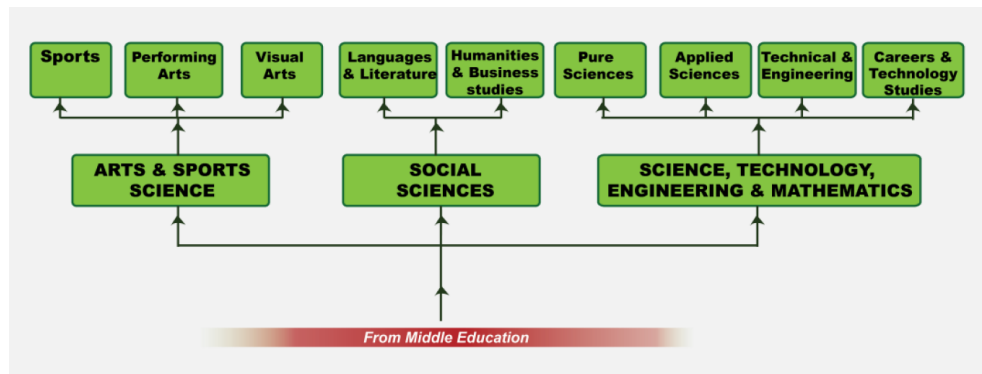 Sports
Performing
Arts
Visual
Arts
Languages
& Literature
Humanities
& Business
studies
Pure
Sciences
Applied
Sciences
Technical &
Engineering
Careers &
Technology
Studies
ARTS & SPORTS
SCIENCE
SOCIAL
SCIENCES
SCIENCE, TECHNOLOGY,
ENGINEERING & MATHEMATICS
From Middle Education